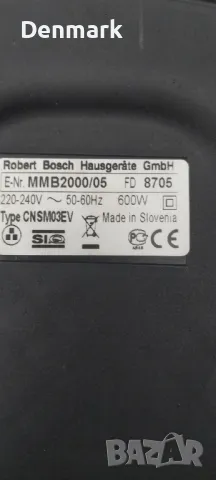 Denmark
Robert Bosch Hausgeräte GmbH
E-Nr. MMB2000/05 FD 8705
220-240V ~ 50-60Hz 600W
Type CNSM03EV Made in Slovenia
SIQ
bazar